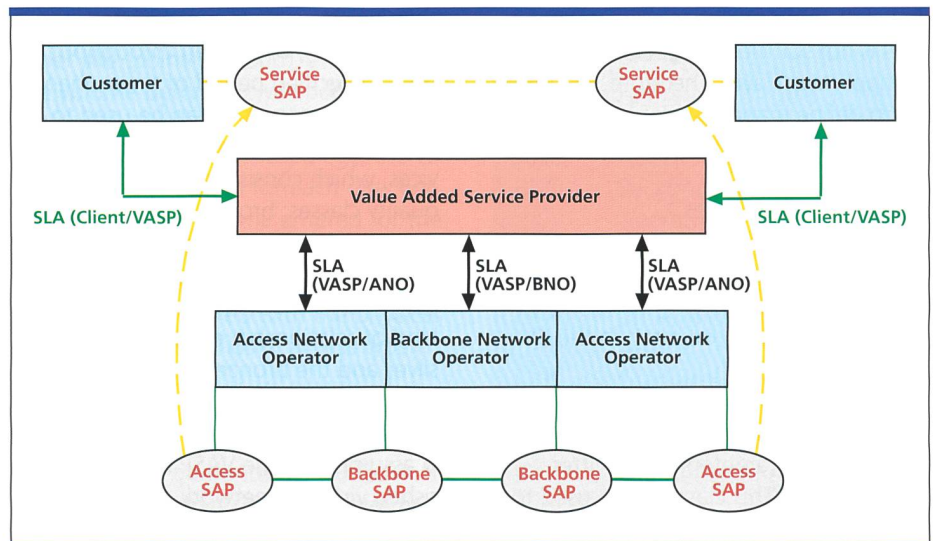 Customer
Service
SAP
Service
SAP
Customer
SLA (Client/VASP)
Value Added Service Provider
SLA (Client/VASP)
SLA
(VASP/ANO)
SLA
(VASP/BNO)
SLA
(VASP/ANO)
Access Network
Operator
Backbone Network
Operator
Access Network
Operator
Access
SAP
Backbone
SAP
Backbone
SAP
Access
SAP